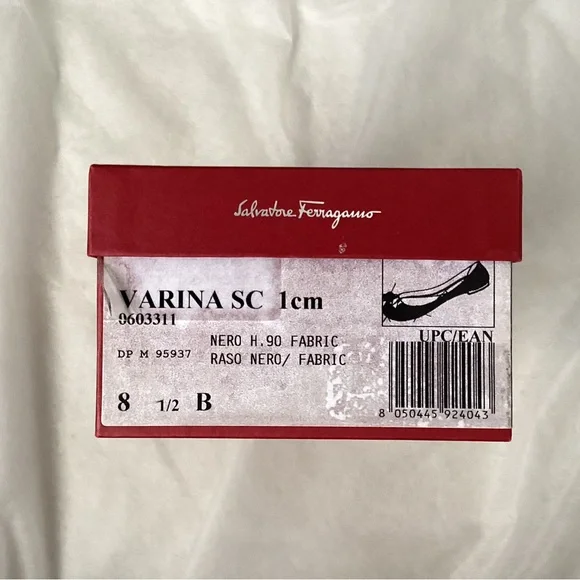 Salvatore Ferragamo
VARINA SC 1cm
0603311
UPC/EAN
NERO H.90 FABRIC
DP M 95937 RASO NERO/ FABRIC
8 1/2 B
8 050445 924043